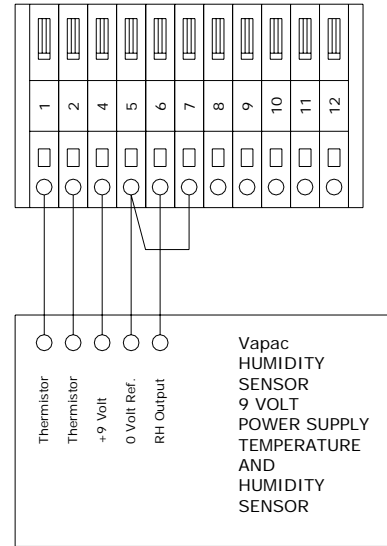 1 2 4 5 6 7 8 9 10 11 12
Thermistor
Thermistor
+9 Volt
0 Volt Ref.
RH Output
Vapac
HUMIDITY
SENSOR
9 VOLT
POWER SUPPLY
TEMPERATURE
AND
HUMIDITY
SENSOR